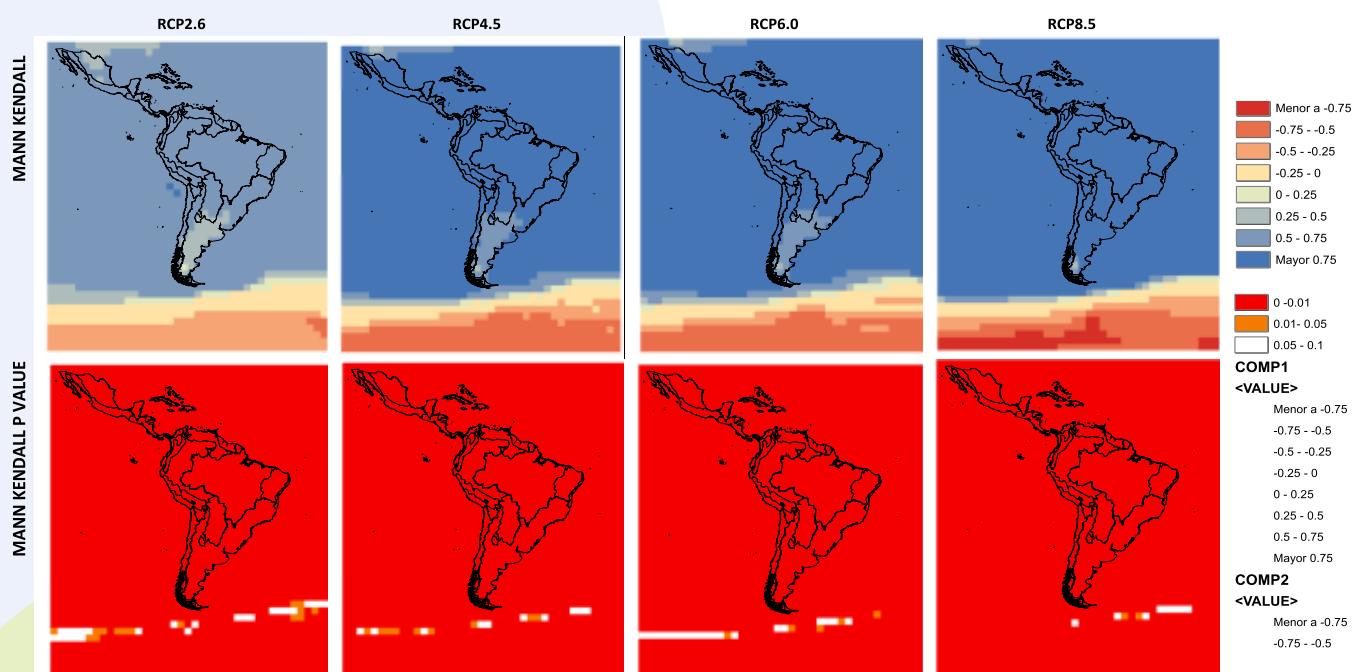 RCP2.6
RCP4.5
RCP6.0
RCP8.5
MANN KENDALL
Menor a -0.75
-0.75 - -0.5
-0.5 - -0.25
-0.25 - 0
0 - 0.25
0.25 - 0.5
0.5 - 0.75
Mayor 0.75
0 -0.01
0.01- 0.05
0.05 - 0.1
MANN KENDALL P VALUE
COMP1
<VALUE>
Menor a -0.75
-0.75 - -0.5
-0.5 - -0.25
-0.25 - 0
0 - 0.25
0.25 - 0.5
0.5 - 0.75
Mayor 0.75
COMP2
<VALUE>
Menor a -0.75
-0.75 - -0.5